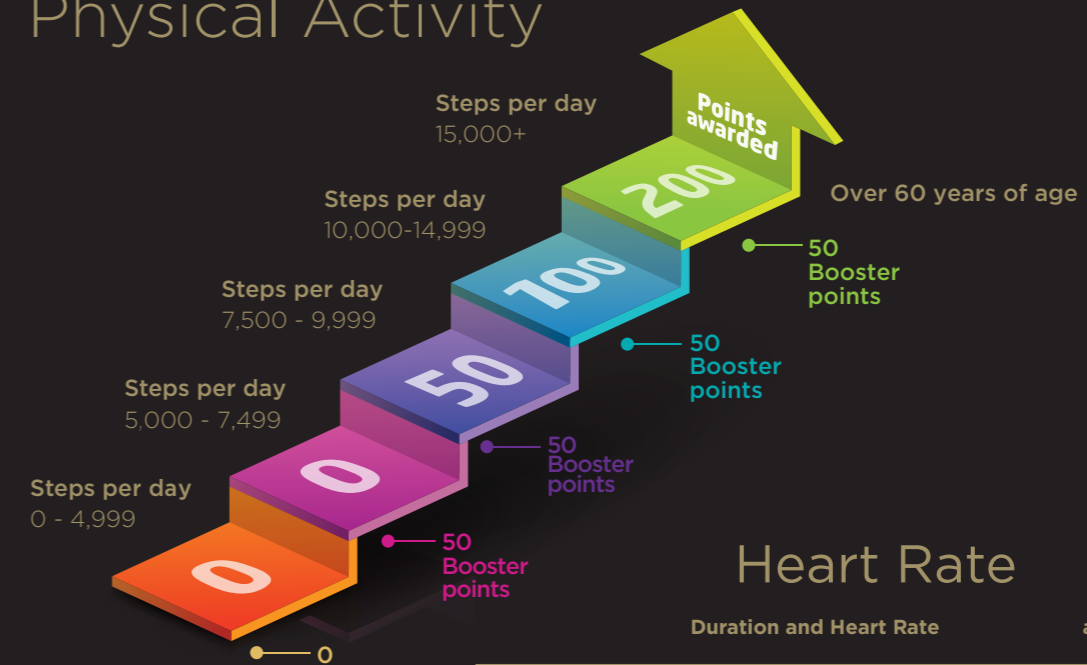 Physical Activity
Steps per day
15,000+
Points
awarded
200
Over 60 years of age
50
Booster
points
Steps per day
10,000-14,999
100
50
Booster
points
Steps per day
7,500 - 9,999
50
50
Booster
points
Steps per day
5,000 - 7,499
0
50
Booster
points
Steps per day
0 - 4,999
0
0
Heart Rate
Duration and Heart Rate